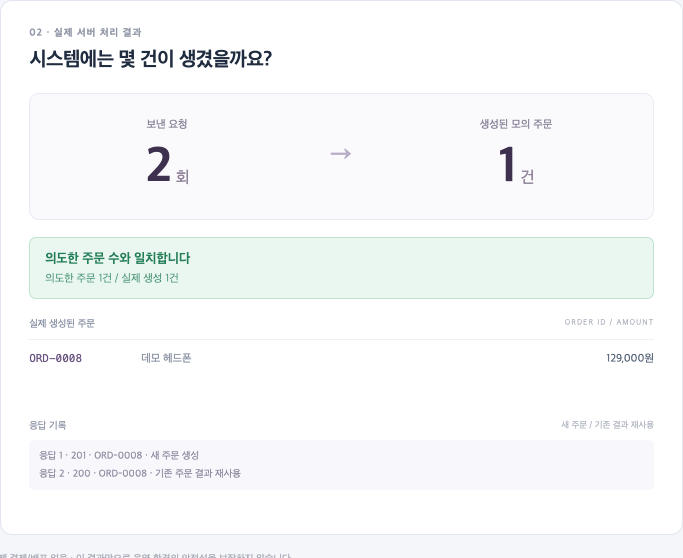 02 · 실제 서버 처리 결과
시스템에는 몇 건이 생겼을까요?
보낸 요청
생성된 모의 주문
2 회
→
1 건
의도한 주문 수와 일치합니다
의도한 주문 1건 / 실제 생성 1건
실제 생성된 주문
ORDER ID / AMOUNT
ORD-0008
데모 헤드폰
129,000원
응답 기록
새 주문 / 기존 결과 재사용
응답 1 · 201 · ORD-0008 · 새 주문 생성
응답 2 · 200 · ORD-0008 · 기존 주문 결과 재사용